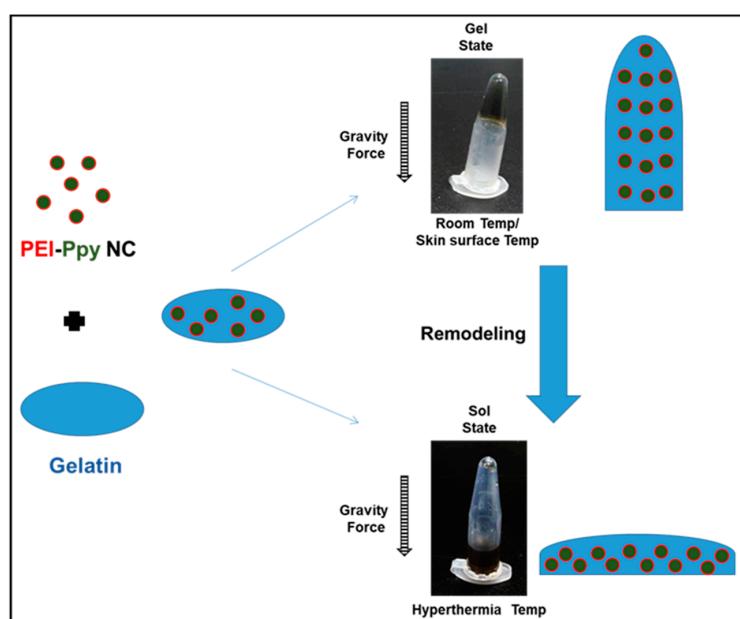 PEI-Ppy NC
Gelatin
Gel
State
Gravity
Force
Room Temp/
Skin surface Temp
Remodeling
Sol
State
Gravity
Force
Hyperthermia Temp